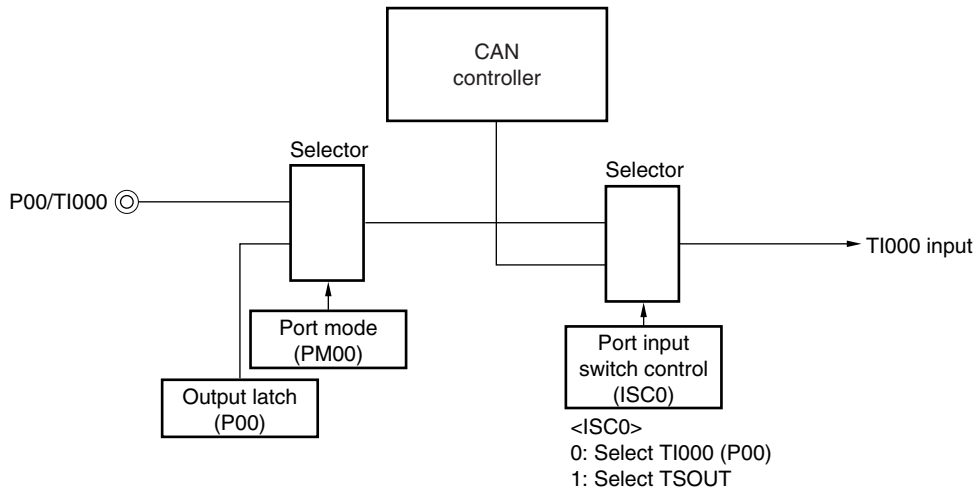 CAN
controller
Selector
Selector
P00/TI000
TI000 input
Port mode
(PM00)
Port input
switch control
(ISC0)
Output latch
(P00)
<ISC0>
0: Select TI000 (P00)
1: Select TSOUT